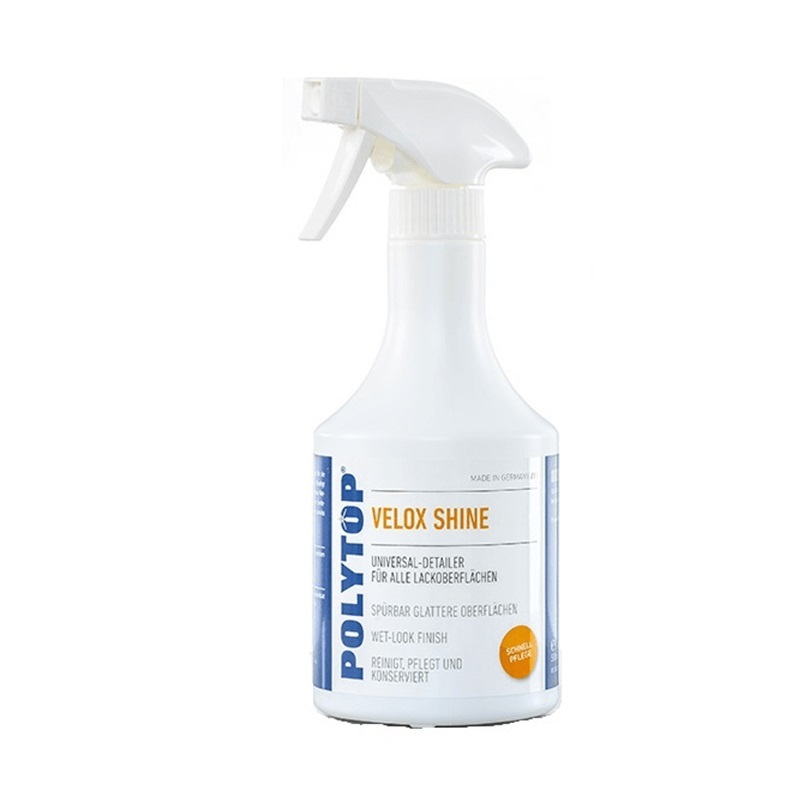 POLYTOP®
MADE IN GERMANY
VELOX SHINE
UNIVERSAL-DETAILER
FÜR ALLE LACKOBERFLÄCHEN
SPÜRBAR GLATTERE OBERFLÄCHEN
WET-LOOK FINISH
REINIGT, PFLEGT UND
KONSERVIERT
SCHNELL
PFLEGE